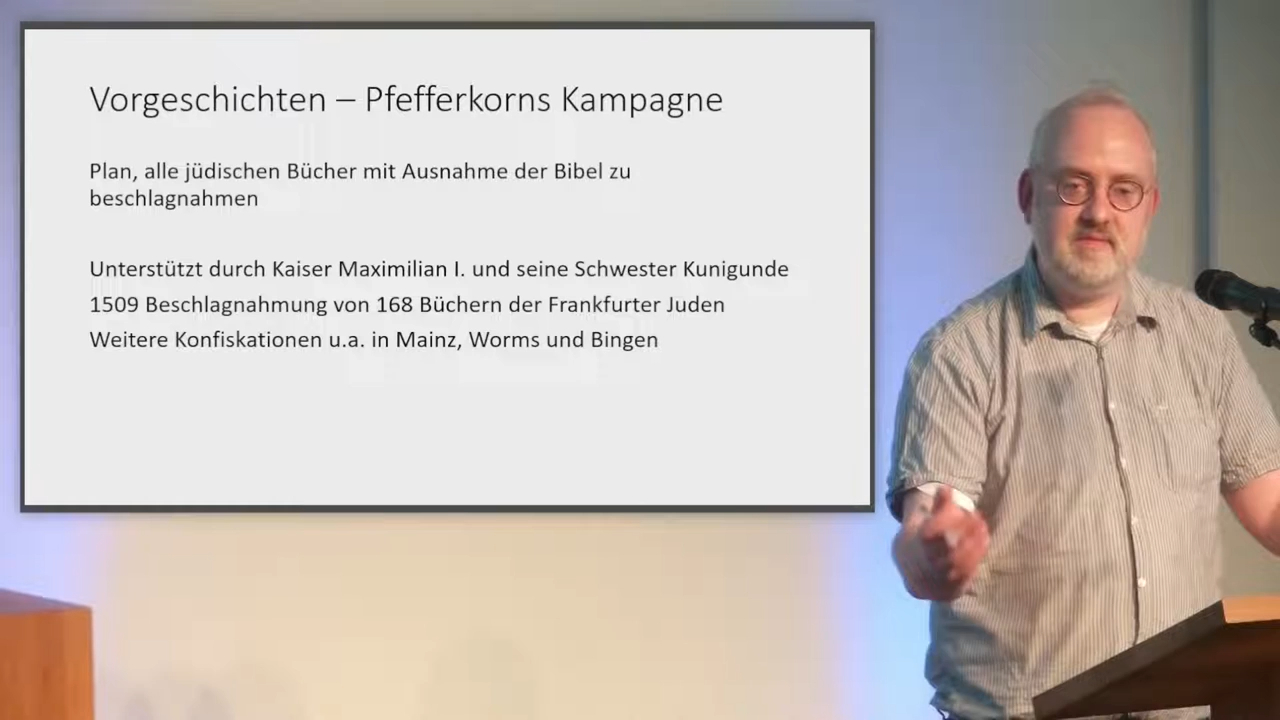 Vorgeschichten – Pfefferkorns Kampagne
Plan, alle jüdischen Bücher mit Ausnahme der Bibel zu
beschlagnahmen
Unterstützt durch Kaiser Maximilian I. und seine Schwester Kunigunde
1509 Beschlagnahmung von 168 Büchern der Frankfurter Juden
Weitere Konfiskationen u.a. in Mainz, Worms und Bingen